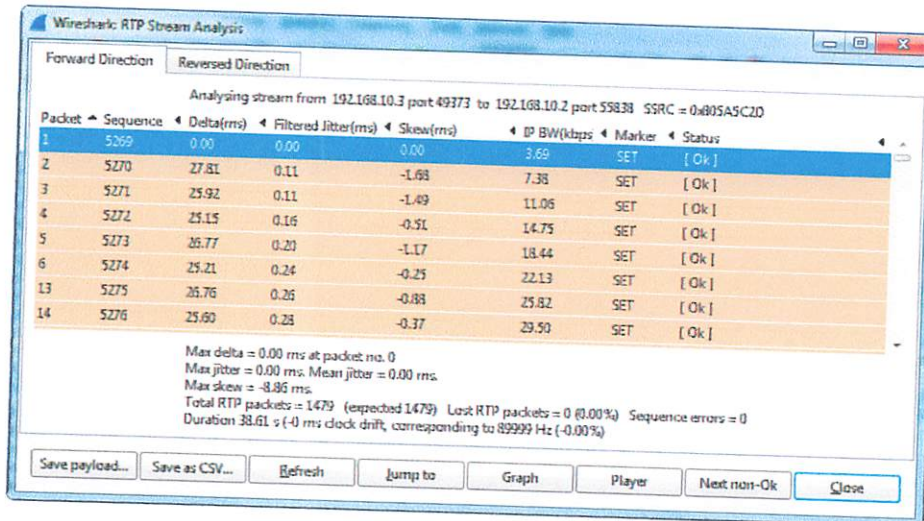 Wireshark: RTP Stream Analysis
Forward Direction Reversed Direction
Analysing stream from 192.168.10.3 port 49373 to 192.168.10.2 port 55838 SSRC = 0x805A5C2D
Packet Sequence Delta(ms) Filtered Jitter(ms) Skew(ms) IP BW(kbps Marker Status
1 5269 0.00 0.00 0.00 3.69 SET [ Ok ]
2 5270 27.81 0.11 -1.68 7.38 SET [ Ok ]
3 5271 25.92 0.11 -1.49 11.06 SET [ Ok ]
4 5272 25.15 0.16 -0.51 14.75 SET [ Ok ]
5 5273 26.77 0.20 -1.17 18.44 SET [ Ok ]
6 5274 25.21 0.24 -0.25 22.13 SET [ Ok ]
13 5275 26.76 0.26 -0.88 25.82 SET [ Ok ]
14 5276 25.60 0.28 -0.37 29.50 SET [ Ok ]
Max delta = 0.00 ms at packet no. 0
Max jitter = 0.00 ms. Mean jitter = 0.00 ms.
Max skew = -8.86 ms.
Total RTP packets = 1479 (expected 1479) Lost RTP packets = 0 (0.00%) Sequence errors = 0
Duration 38.61 s (-0 ms clock drift, corresponding to 89999 Hz (-0.00%)
Save payload... Save as CSV... Refresh Jump to Graph Player Next non-Ok Close